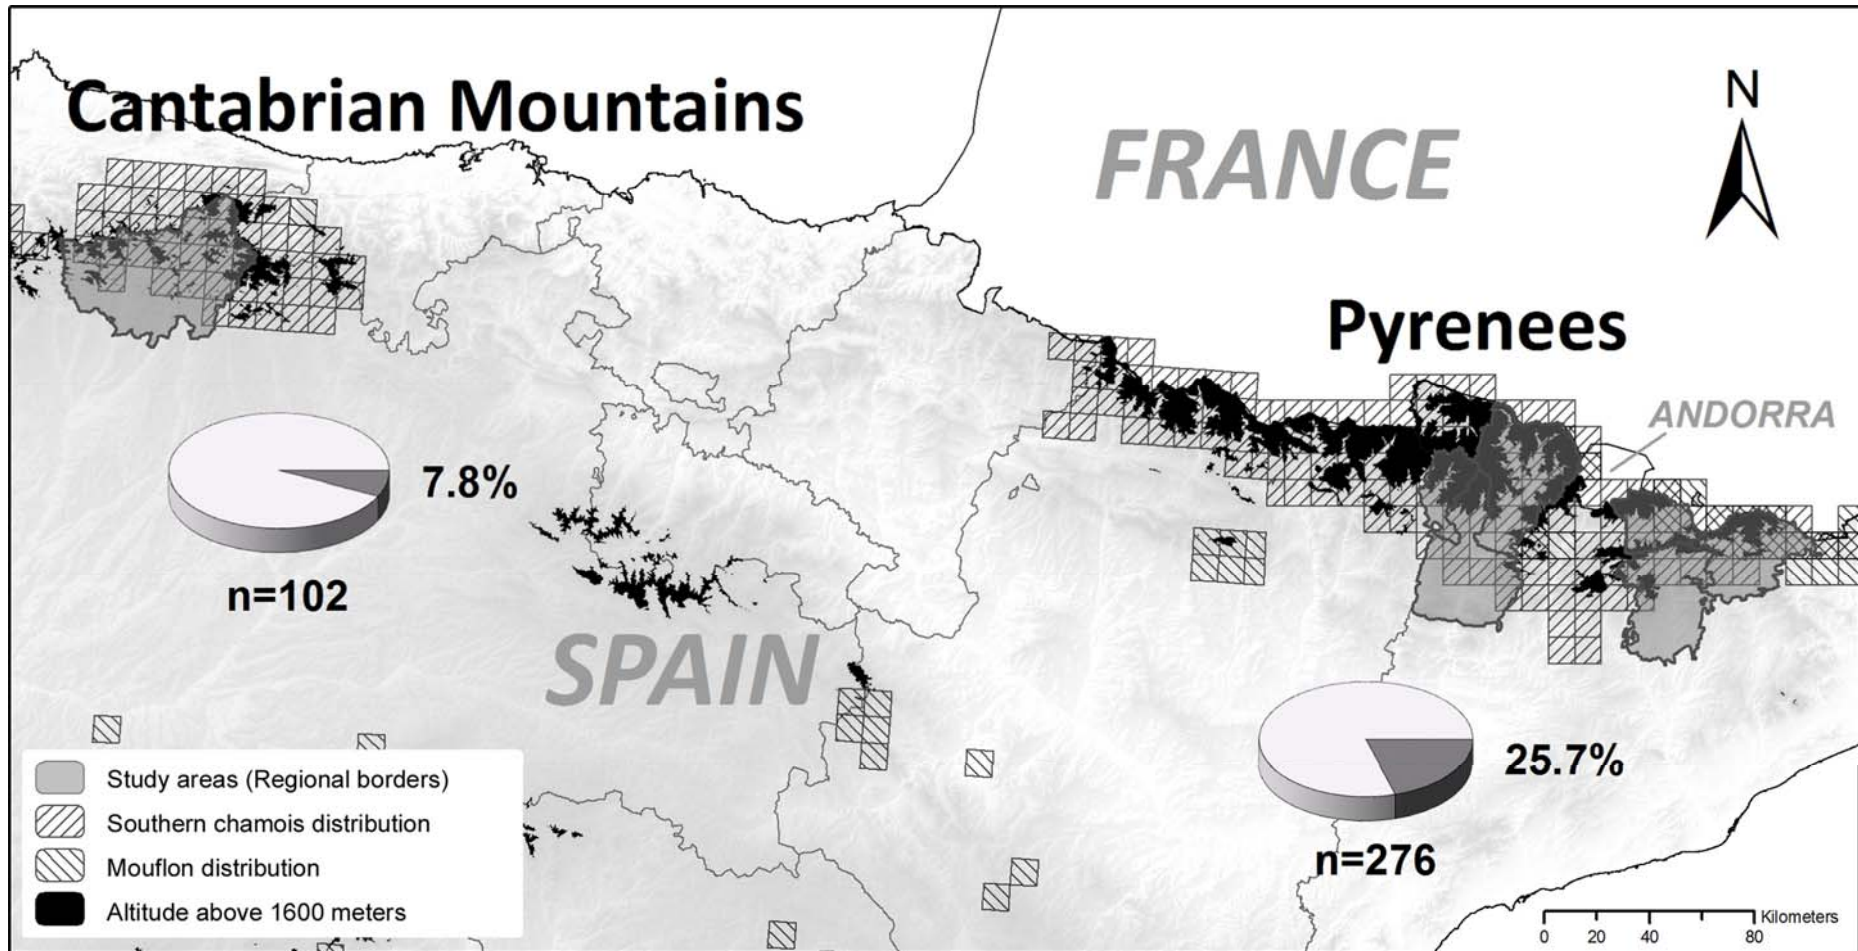 Cantabrian Mountains
N
FRANCE
Pyrenees
ANDORRA
7.8%
n=102
SPAIN
25.7%
n=276
Study areas (Regional borders)
Southern chamois distribution
Mouflon distribution
Altitude above 1600 meters
Kilometers
0 20 40 80